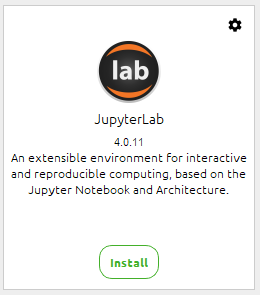 lab
JupyterLab
4.0.11
An extensible environment for interactive
and reproducible computing, based on the
Jupyter Notebook and Architecture.
Install